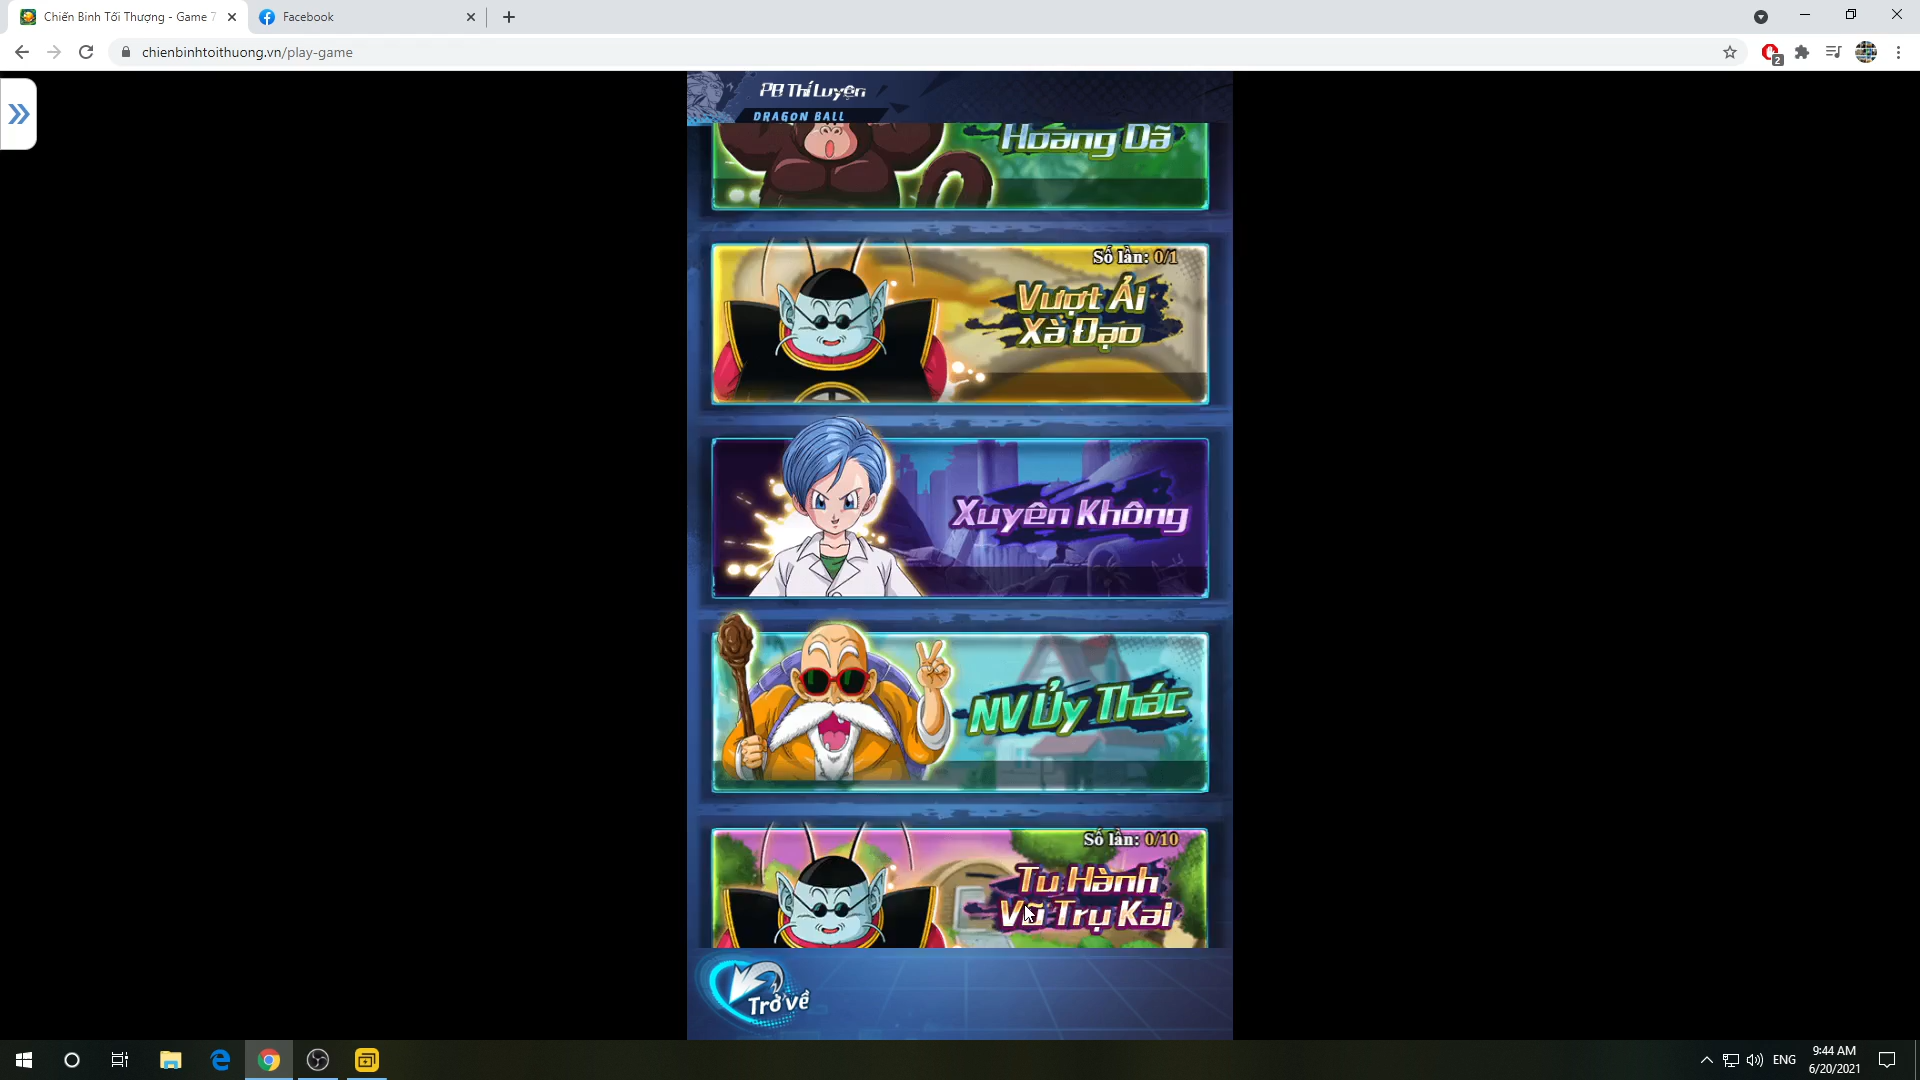 Chiến Binh Tối Thượng - Game 7
Facebook
chienbinhtoithuong.vn/play-game
2
PB Thí Luyện
DRAGON BALL
Hoang Dã
Số lần: 0/1
Vượt Ải
Xà Đạo
Xuyên Không
NV Ủy Thác
Số lần: 0/10
Tu Hành
Vũ Trụ Kai
Trở về
ENG
9:44 AM
6/20/2021